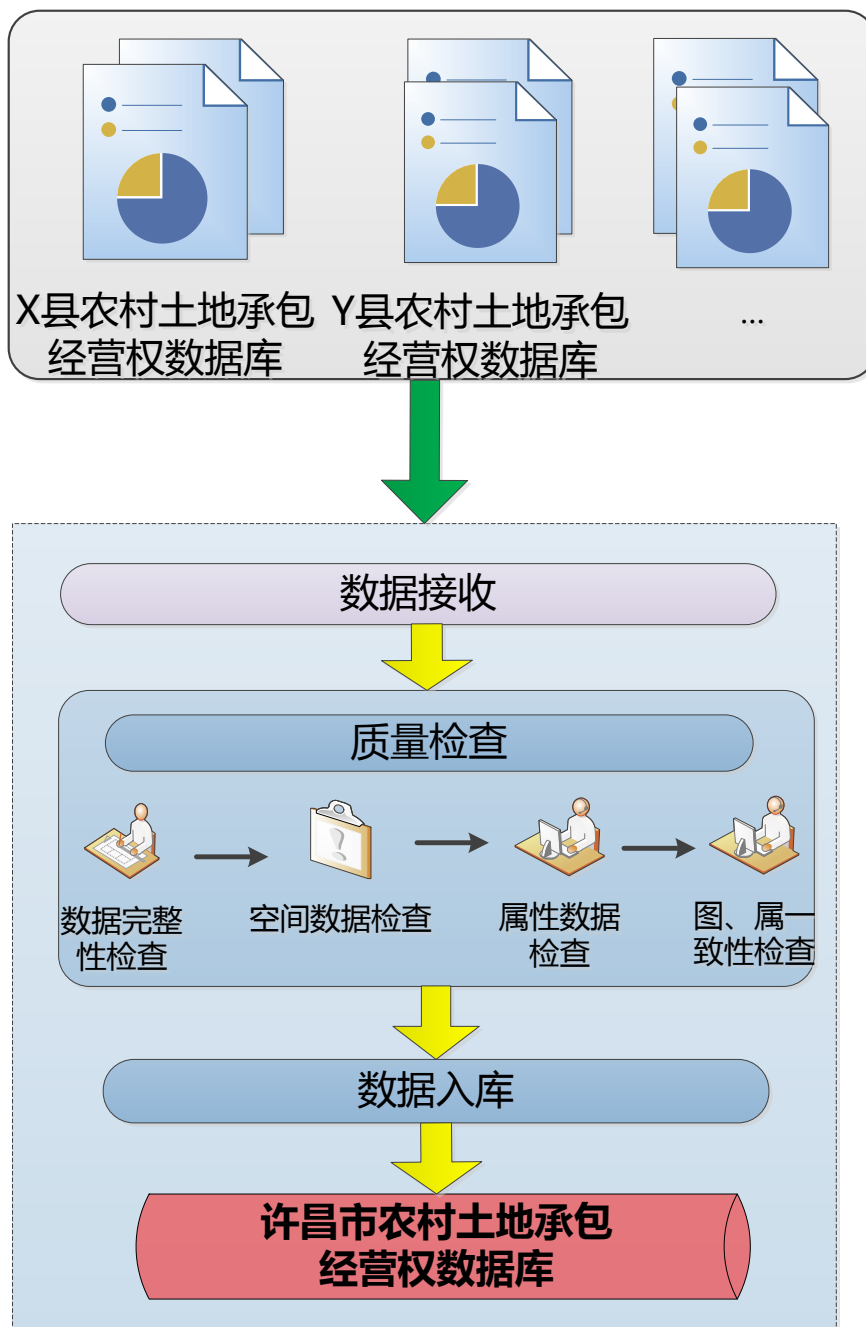 X县农村土地承包
经营权数据库
Y县农村土地承包
经营权数据库
...
数据接收
质量检查
数据完整
性检查
空间数据检查
属性数据
检查
图、属一
致性检查
数据入库
许昌市农村土地承包
经营权数据库